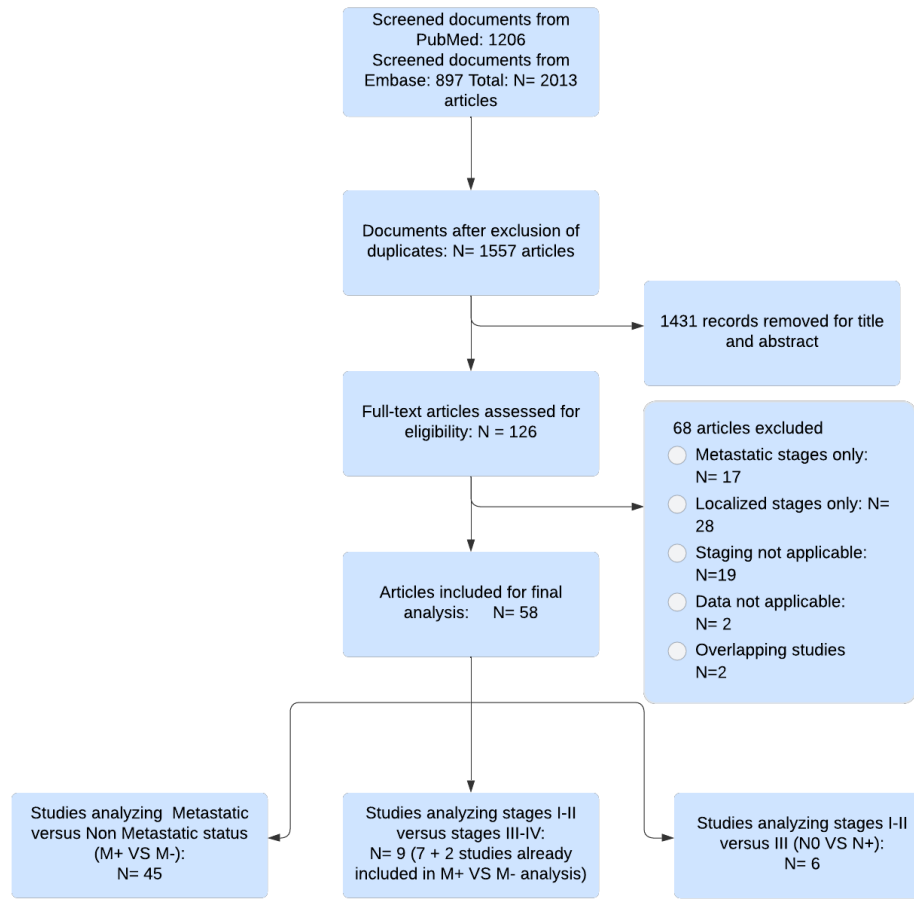 Screened documents from
PubMed: 1206
Screened documents from
Embase: 897 Total: N= 2013
articles
Documents after exclusion of
duplicates: N= 1557 articles
1431 records removed for title
and abstract
Full-text articles assessed for
eligibility: N = 126
68 articles excluded
Metastatic stages only:
N= 17
Localized stages only: N=
28
Staging not applicable:
N=19
Data not applicable:
N= 2
Overlapping studies
N=2
Articles included for final
analysis: N= 58
Studies analyzing Metastatic
versus Non Metastatic status
(M+ VS M-):
N= 45
Studies analyzing stages I-II
versus stages III-IV:
N= 9 (7 + 2 studies already
included in M+ VS M- analysis)
Studies analyzing stages I-II
versus III (N0 VS N+):
N= 6